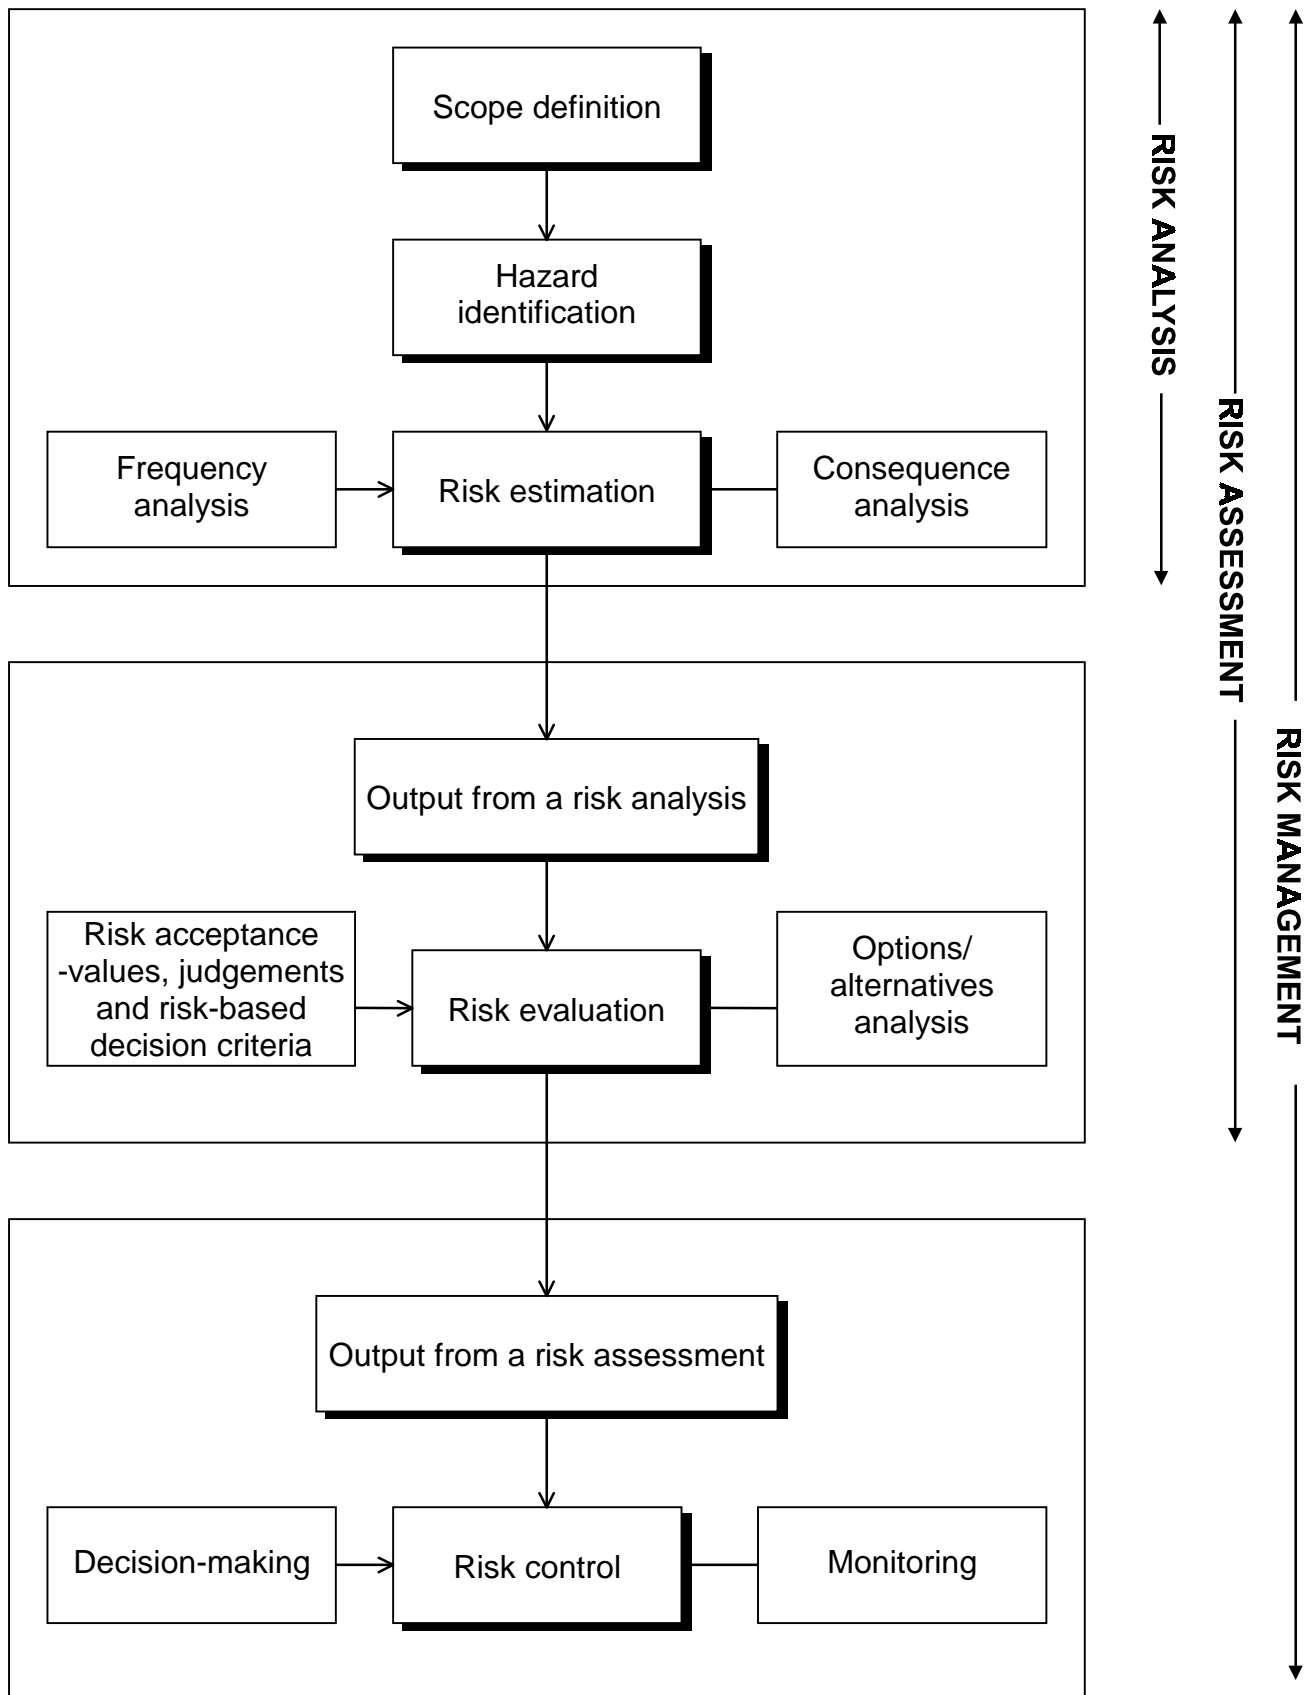 Scope definition
Hazard
identification
Frequency
analysis
Risk estimation
Consequence
analysis
Output from a risk analysis
Risk acceptance
-values, judgements
and risk-based
decision criteria
Risk evaluation
Options/
alternatives
analysis
Output from a risk assessment
Decision-making
Risk control
Monitoring
RISK ANALYSIS
RISK ASSESSMENT
RISK MANAGEMENT